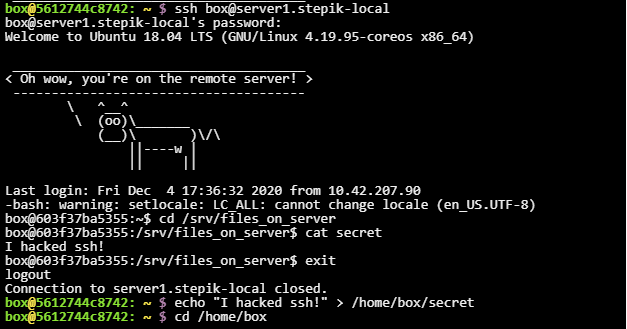 box@5612744c8742: ~ $ ssh box@server1.stepik-local
box@server1.stepik-local's password:
Welcome to Ubuntu 18.04 LTS (GNU/Linux 4.19.95-coreos x86_64)
 ______________________________________
< Oh wow, you're on the remote server! >
 --------------------------------------
        \   ^__^
         \  (oo)\_______
            (__)\       )\/\
                ||----w |
                ||     ||
Last login: Fri Dec  4 17:36:32 2020 from 10.42.207.90
-bash: warning: setlocale: LC_ALL: cannot change locale (en_US.UTF-8)
box@603f37ba5355:~$ cd /srv/files_on_server
box@603f37ba5355:/srv/files_on_server$ cat secret
I hacked ssh!
box@603f37ba5355:/srv/files_on_server$ exit
logout
Connection to server1.stepik-local closed.
box@5612744c8742: ~ $ echo "I hacked ssh!" > /home/box/secret
box@5612744c8742: ~ $ cd /home/box